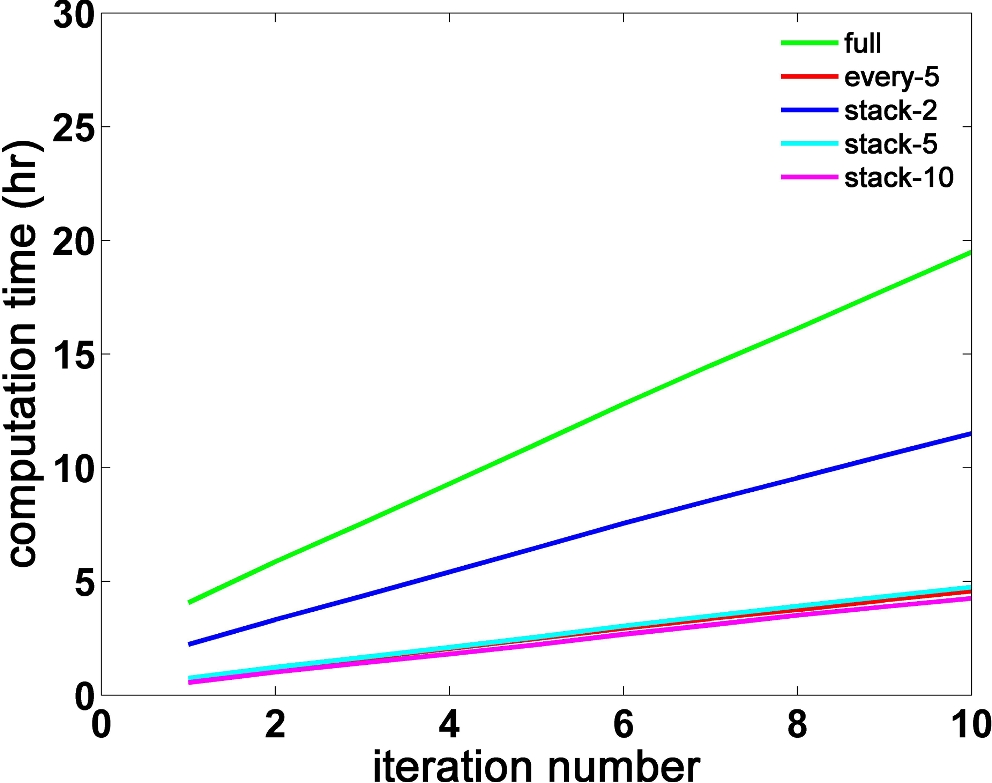 30
25
20
15
10
5
0
computation time (hr)
full
every-5
stack-2
stack-5
stack-10
0 2 4 6 8 10
iteration number